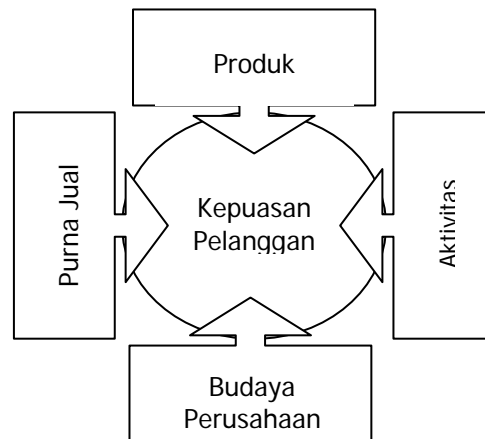 Produk
Purna Jual
Kepuasan
Pelanggan
Aktivitas
Budaya
Perusahaan